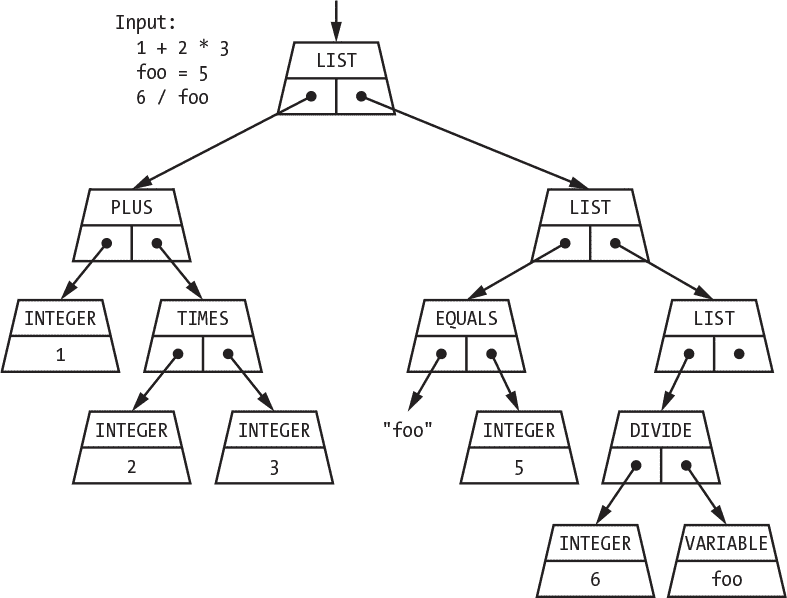 Input:
1 + 2 * 3
foo = 5
6 / foo
LIST
PLUS
LIST
INTEGER
1
TIMES
EQUALS
LIST
INTEGER
2
INTEGER
3
"foo"
INTEGER
5
DIVIDE
INTEGER
6
VARIABLE
foo